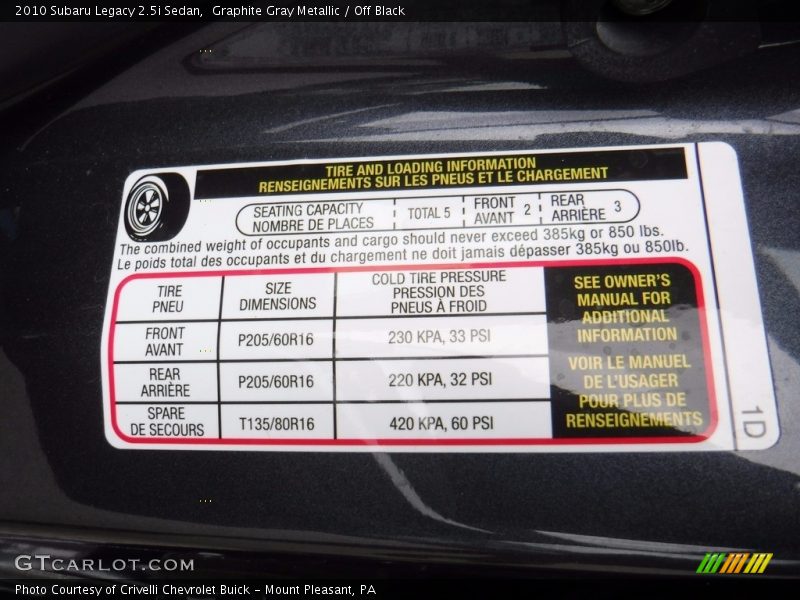 2010 Subaru Legacy 2.5i Sedan,  Graphite Gray Metallic / Off Black
TIRE AND LOADING INFORMATION
RENSEIGNEMENTS SUR LES PNEUS ET LE CHARGEMENT
SEATING CAPACITY
NOMBRE DE PLACES
TOTAL 5
FRONT
AVANT 2
REAR
ARRIÈRE 3
The combined weight of occupants and cargo should never exceed 385kg or 850 lbs.
Le poids total des occupants et du chargement ne doit jamais dépasser 385kg ou 850lb.
TIRE
PNEU
SIZE
DIMENSIONS
COLD TIRE PRESSURE
PRESSION DES
PNEUS À FROID
FRONT
AVANT
P205/60R16
230 KPA, 33 PSI
REAR
ARRIÈRE
P205/60R16
220 KPA, 32 PSI
SPARE
DE SECOURS
T135/80R16
420 KPA, 60 PSI
SEE OWNER'S
MANUAL FOR
ADDITIONAL
INFORMATION
VOIR LE MANUEL
DE L'USAGER
POUR PLUS DE
RENSEIGNEMENTS
1D
GTCARLOT.COM
Photo Courtesy of Crivelli Chevrolet Buick - Mount Pleasant, PA